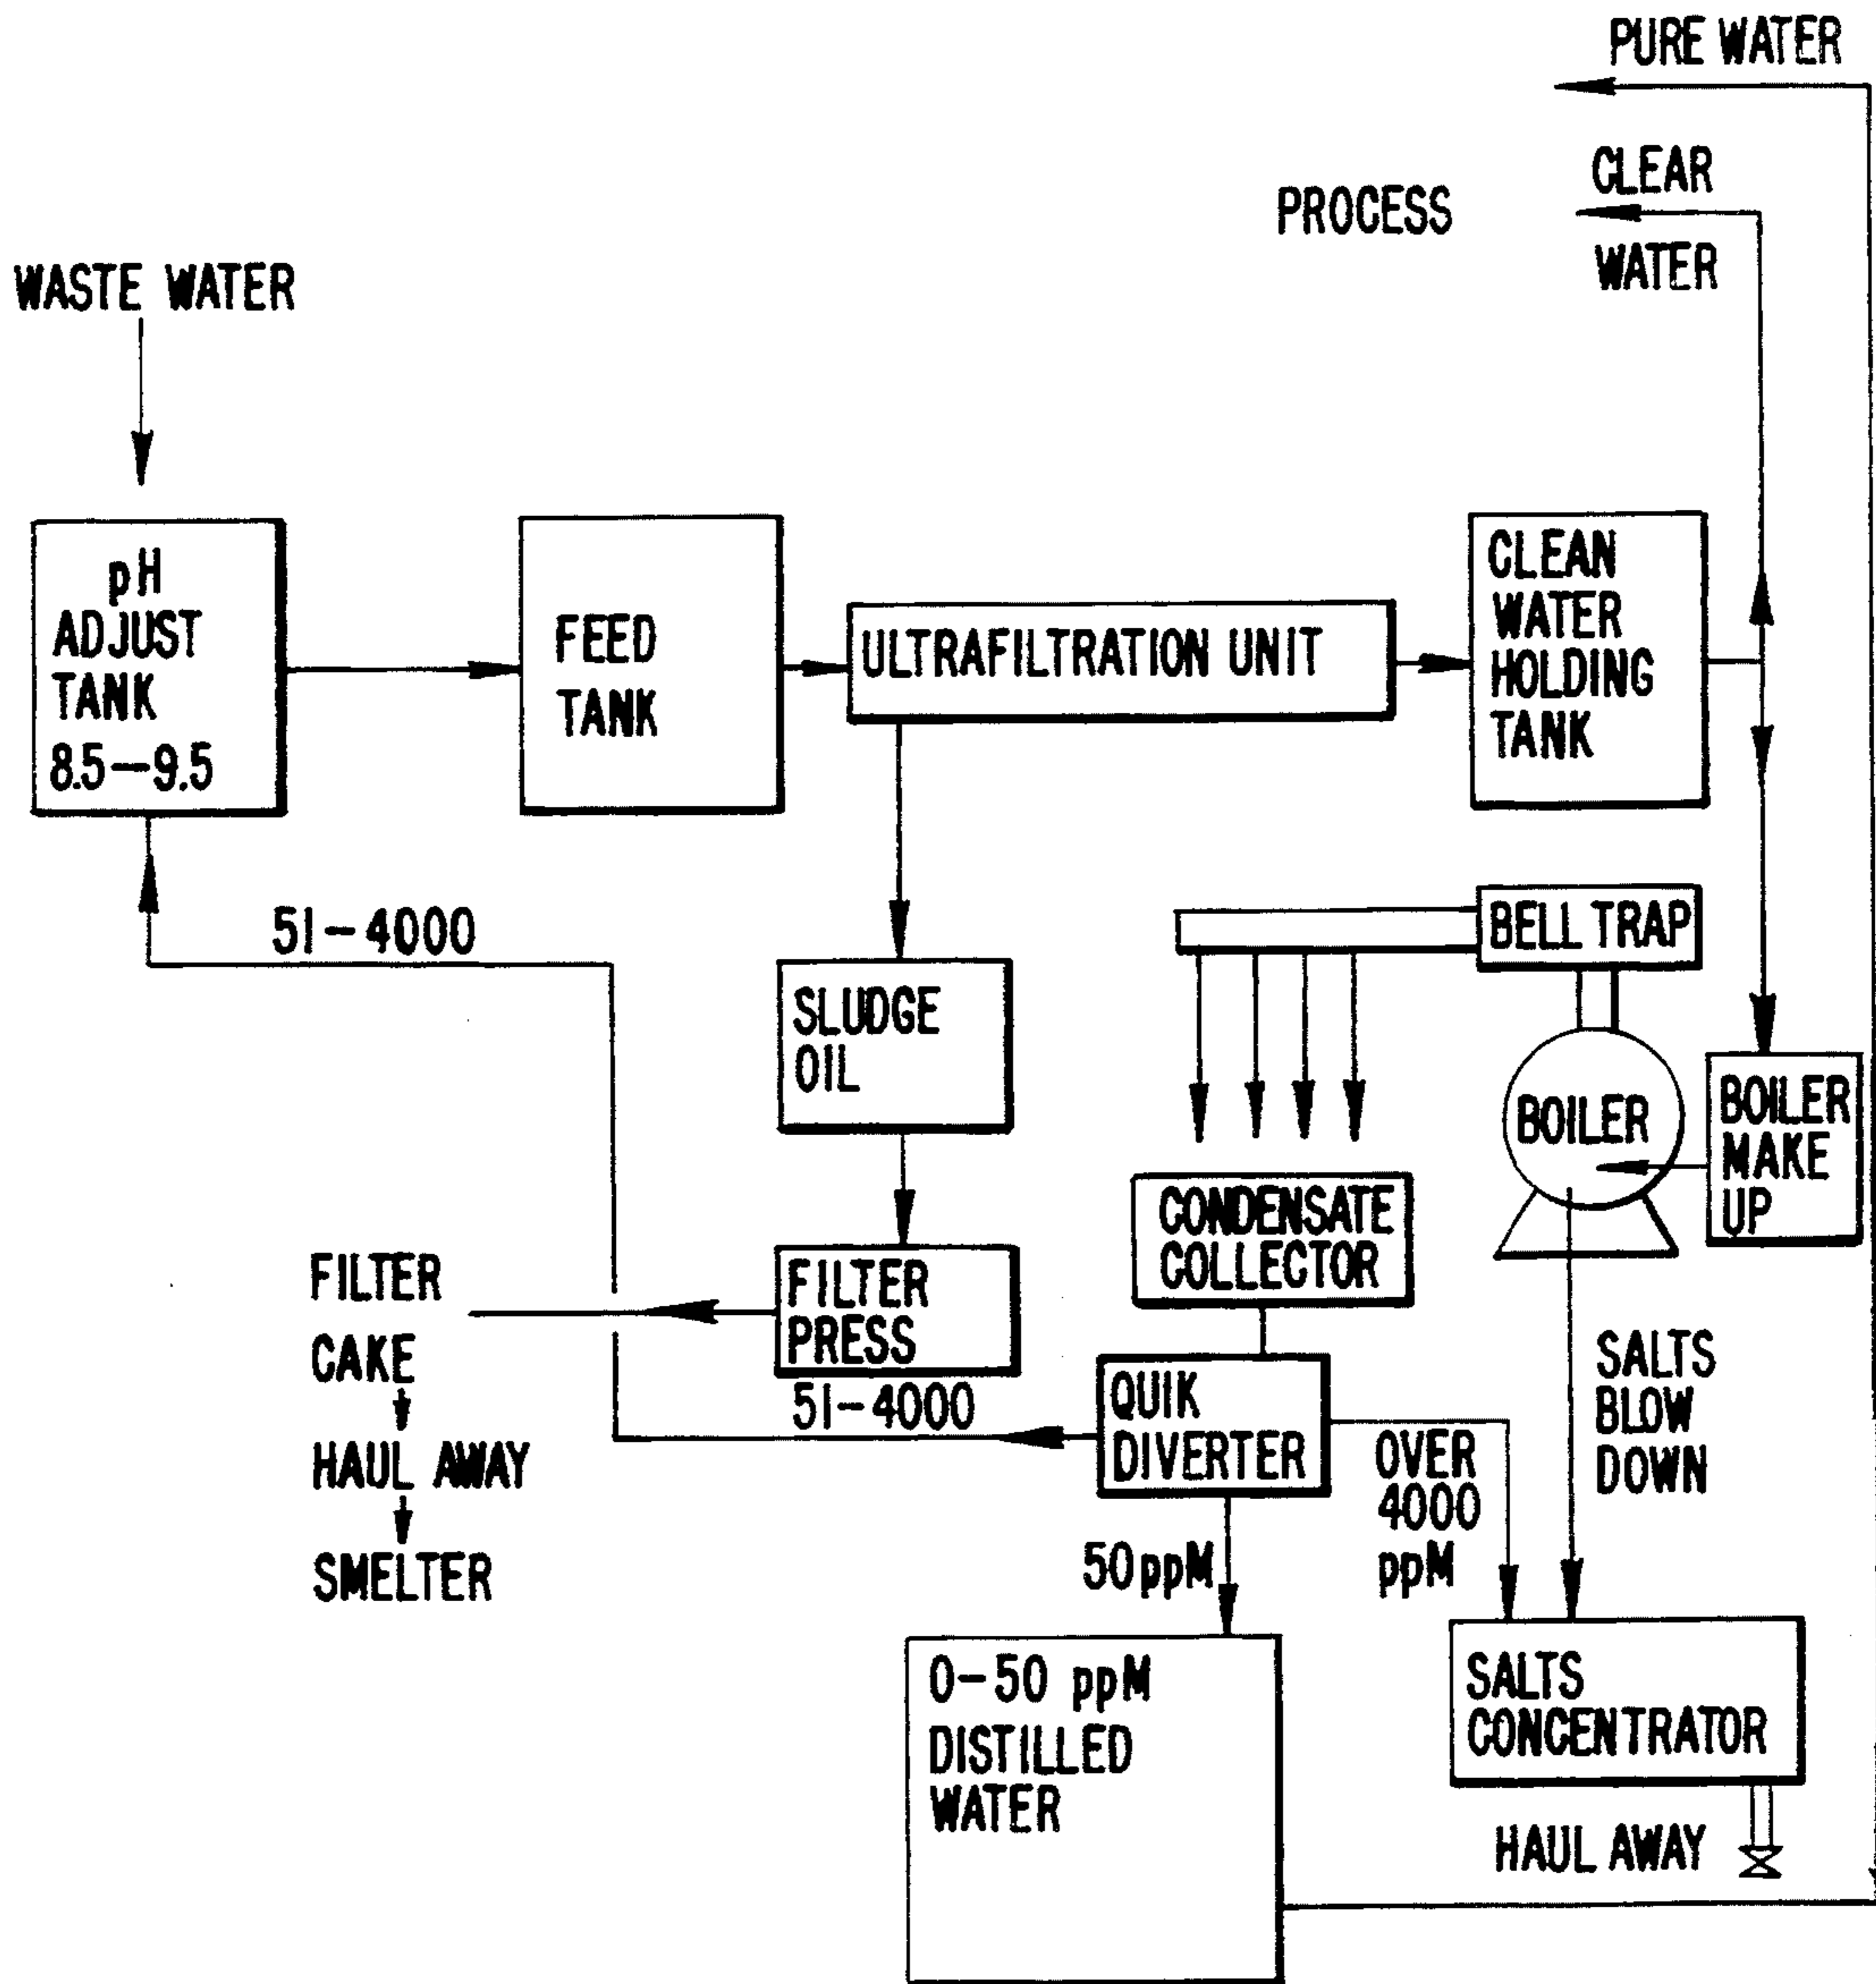 PURE WATER
CLEAR
PROCESS
WATER
WASTE WATER
pH
ADJUST
TANK
8.5—9.5
FEED
TANK
ULTRAFILTRATION UNIT
CLEAN
WATER
HOLDING
TANK
51-4000
SLUDGE
OIL
BELL TRAP
BOILER
BOILER
MAKE
UP
CONDENSATE
COLLECTOR
FILTER
CAKE
HAUL AWAY
SMELTER
FILTER
PRESS
51-4000
QUIK
DIVERTER
OVER
4000
ppM
SALTS
BLOW
DOWN
50 ppM
0-50 ppM
DISTILLED
WATER
SALTS
CONCENTRATOR
HAUL AWAY